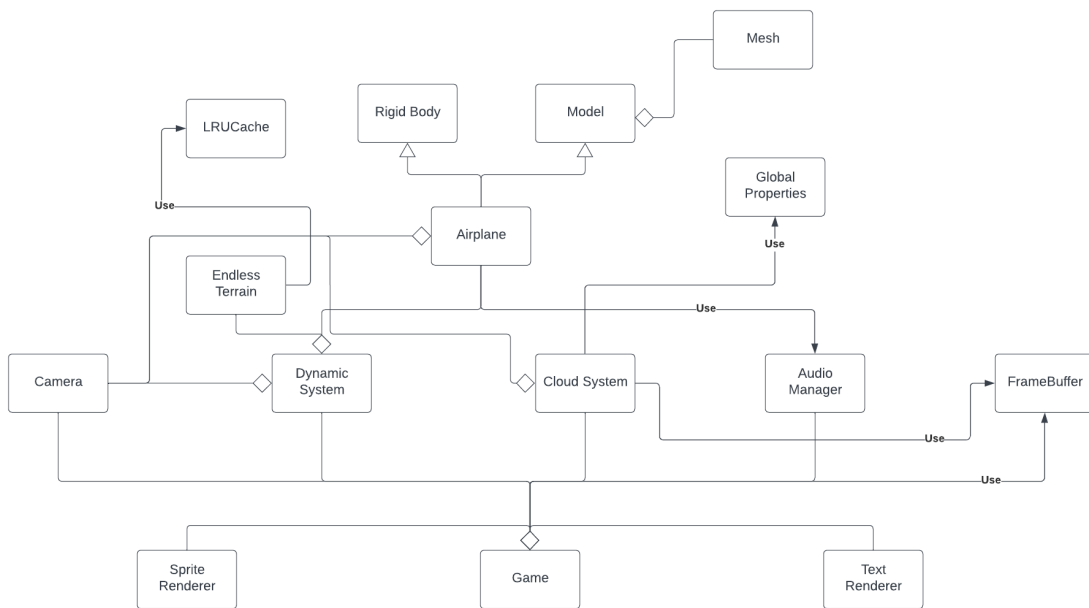 Mesh
Rigid Body
Model
LRUCache
Global
Properties
Use
Airplane
Use
Endless
Terrain
Use
Camera
Dynamic
System
Cloud System
Audio
Manager
FrameBuffer
Use
Use
Sprite
Renderer
Game
Text
Renderer